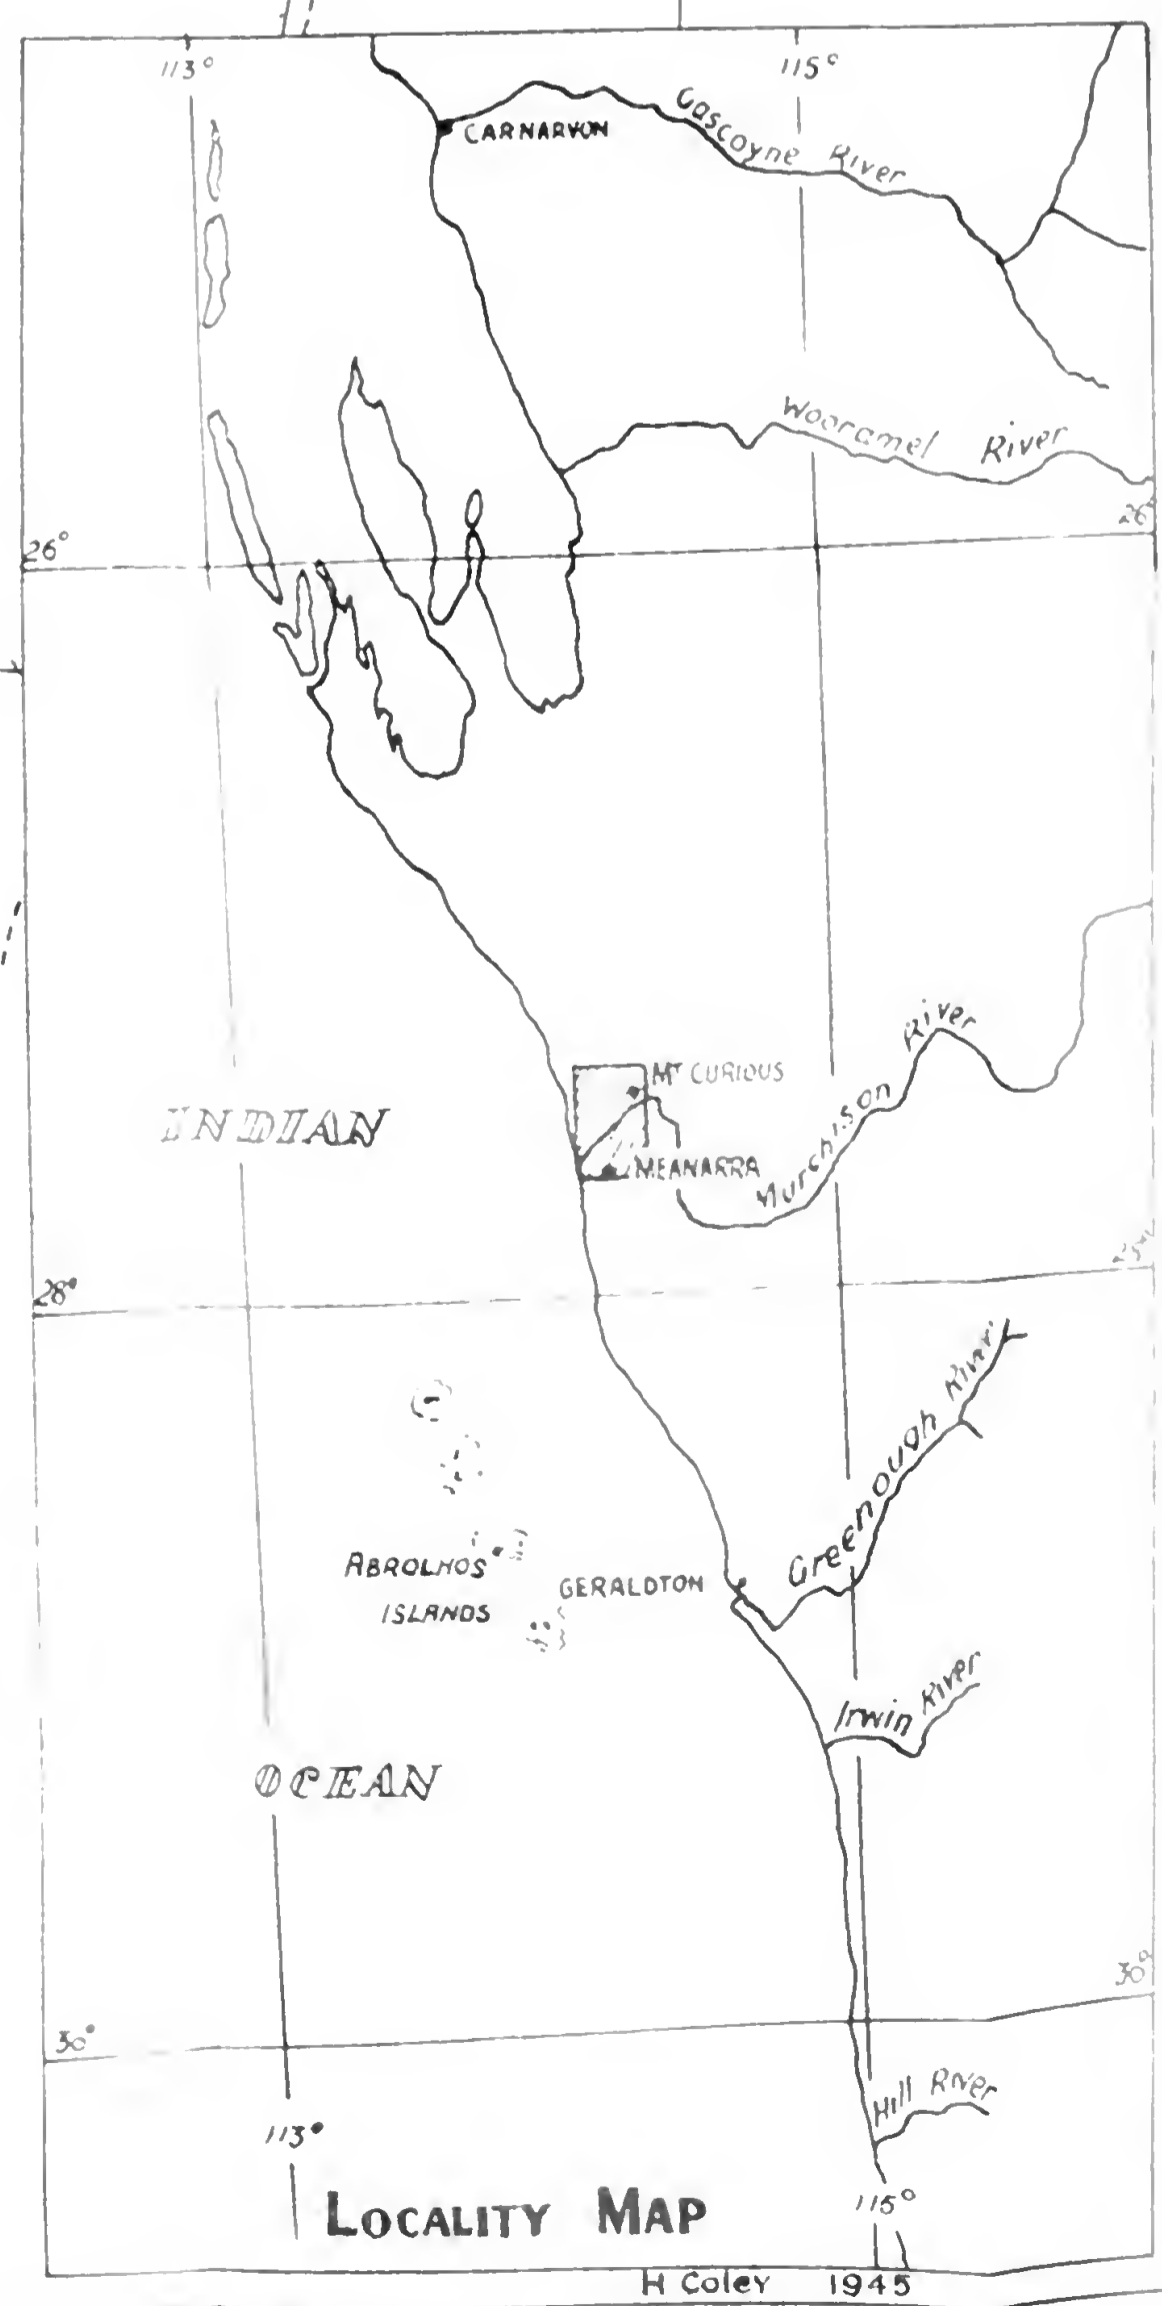 113°
115°
CARNARVON
Gascoyne River
Wooramel River
26°
26°
Mᵀ CURIOUS
INDIAN
MEANARRA
Murchison River
28°
Greenough River
ABROLHOS
ISLANDS
GERALDTON
Irwin River
OCEAN
30°
30°
Hill River
113°
115°
LOCALITY MAP
H Coley 1945